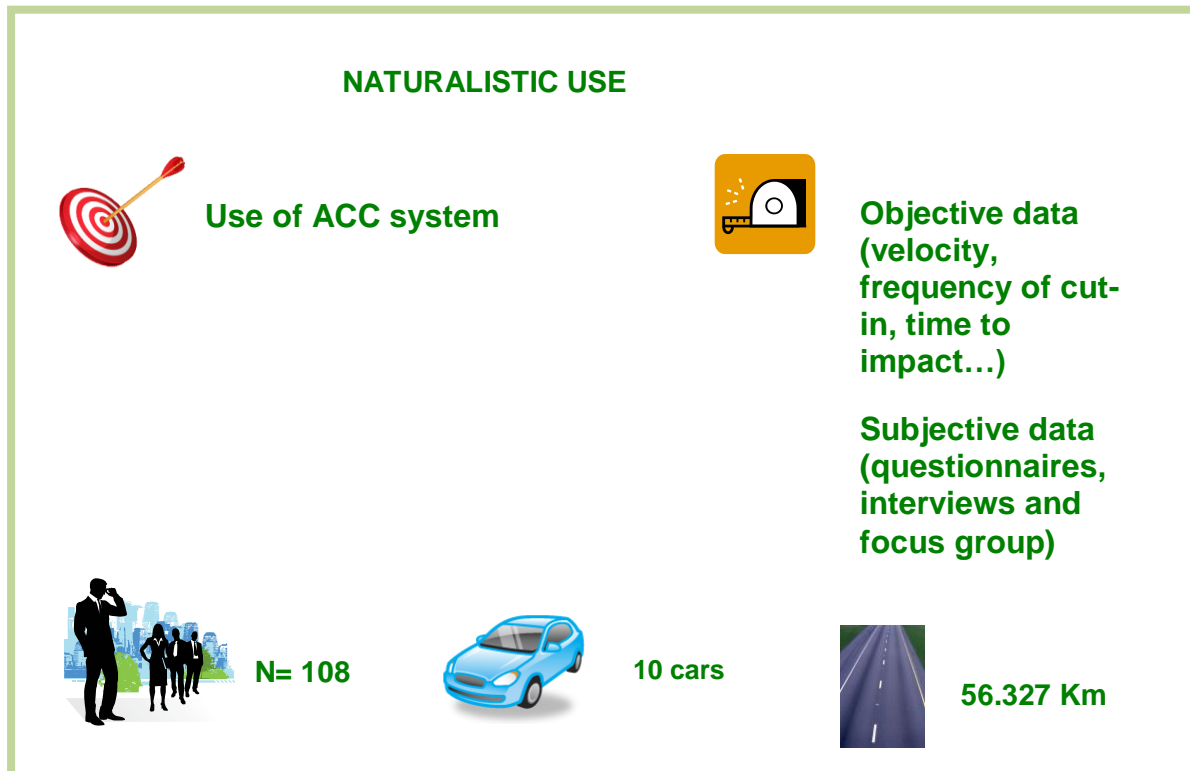 NATURALISTIC USE
Use of ACC system
Objective data
(velocity,
frequency of cut-
in, time to
impact…)
Subjective data
(questionnaires,
interviews and
focus group)
N= 108
10 cars
56.327 Km